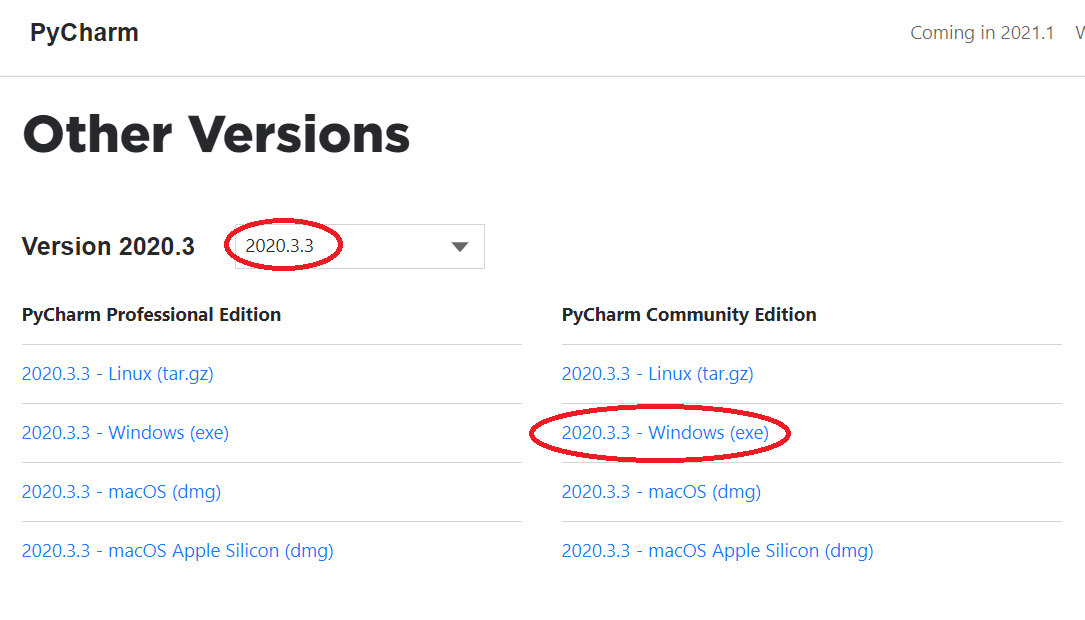 PyCharm
Coming in 2021.1
Other Versions
Version 2020.3
2020.3.3
PyCharm Professional Edition
2020.3.3 - Linux (tar.gz)
2020.3.3 - Windows (exe)
2020.3.3 - macOS (dmg)
2020.3.3 - macOS Apple Silicon (dmg)
PyCharm Community Edition
2020.3.3 - Linux (tar.gz)
2020.3.3 - Windows (exe)
2020.3.3 - macOS (dmg)
2020.3.3 - macOS Apple Silicon (dmg)